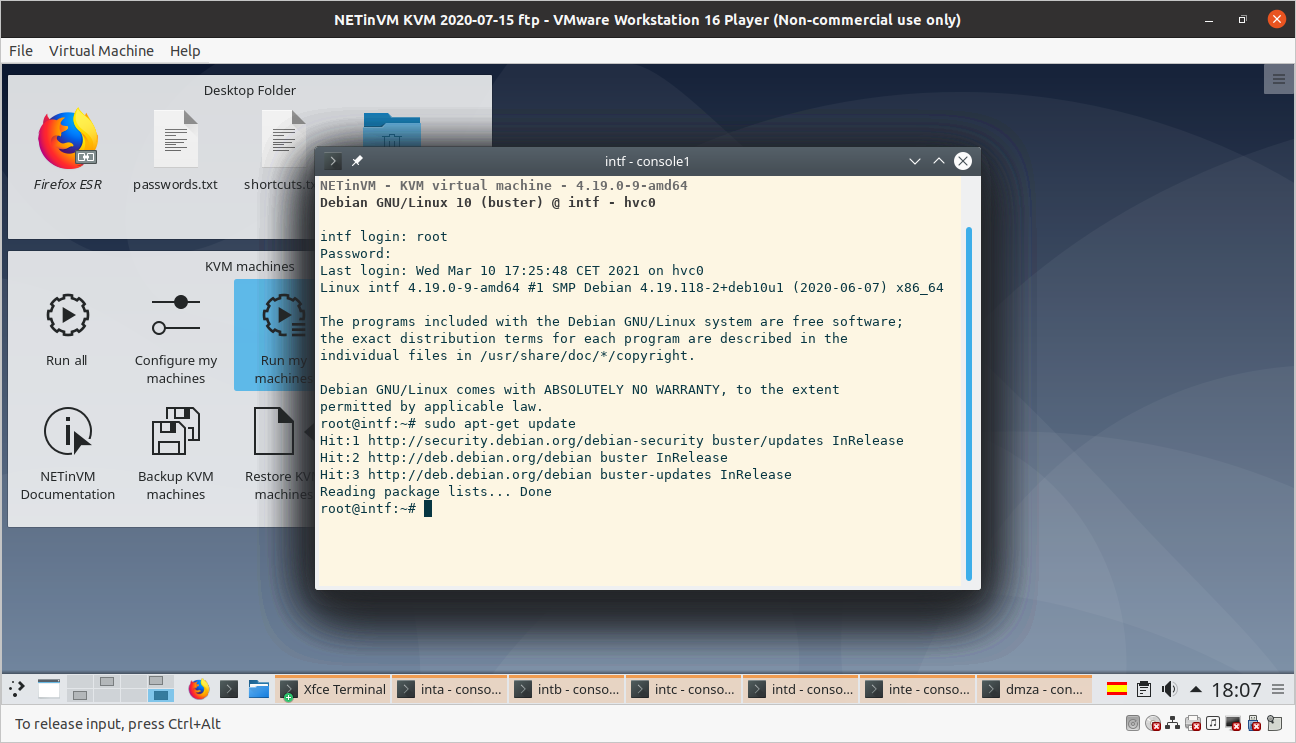 NETinVM KVM 2020-07-15 ftp - VMware Workstation 16 Player (Non-commercial use only)
File Virtual Machine Help
Desktop Folder
Firefox ESR
passwords.txt
shortcuts.t
intf - console1
NETinVM - KVM virtual machine - 4.19.0-9-amd64
Debian GNU/Linux 10 (buster) @ intf - hvc0
intf login: root
Password:
Last login: Wed Mar 10 17:25:48 CET 2021 on hvc0
Linux intf 4.19.0-9-amd64 #1 SMP Debian 4.19.118-2+deb10u1 (2020-06-07) x86_64
The programs included with the Debian GNU/Linux system are free software;
the exact distribution terms for each program are described in the
individual files in /usr/share/doc/*/copyright.
Debian GNU/Linux comes with ABSOLUTELY NO WARRANTY, to the extent
permitted by applicable law.
root@intf:~# sudo apt-get update
Hit:1 http://security.debian.org/debian-security buster/updates InRelease
Hit:2 http://deb.debian.org/debian buster InRelease
Hit:3 http://deb.debian.org/debian buster-updates InRelease
Reading package lists... Done
root@intf:~#
KVM machines
Run all
Configure my
machines
Run my
machines
NETinVM
Documentation
Backup KVM
machines
Restore KV
machine
Xfce Terminal
inta - conso...
intb - conso...
intc - conso...
intd - conso...
inte - conso...
dmza - con...
18:07
To release input, press Ctrl+Alt